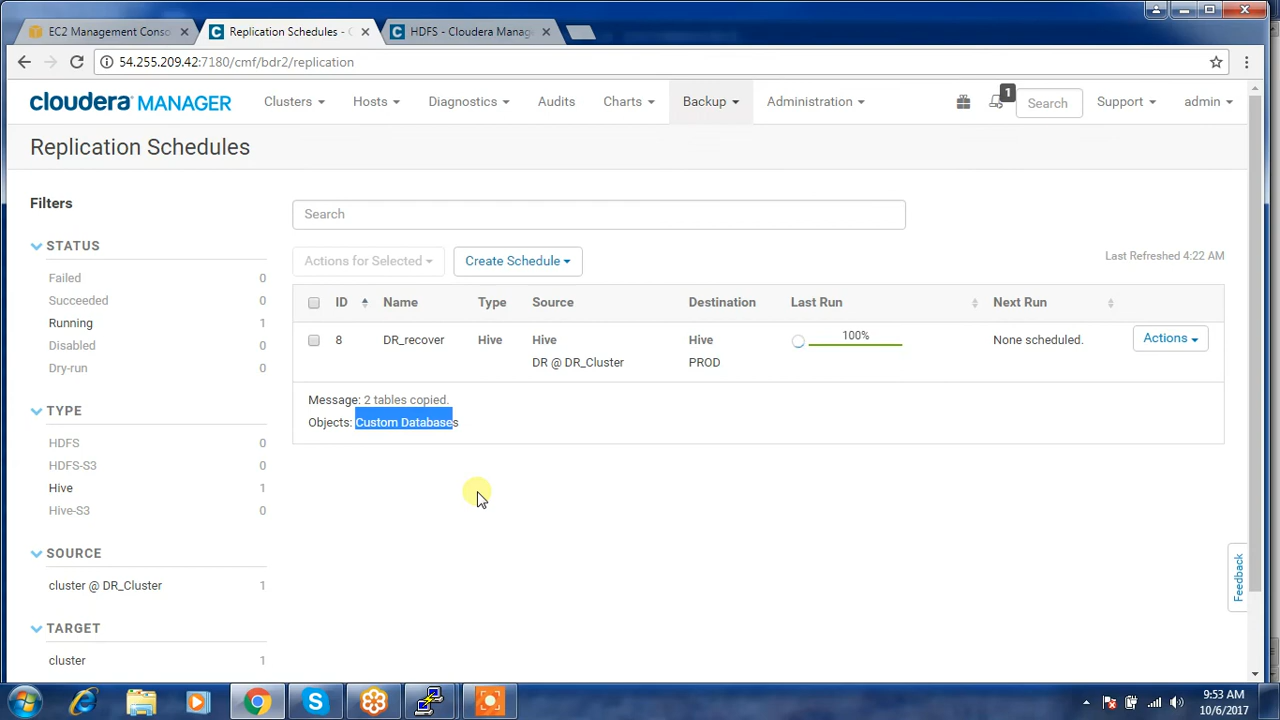 EC2 Management Conso
Replication Schedules - C
HDFS - Cloudera Manag
54.255.209.42:7180/cmf/bdr2/replication
cloudera MANAGER
Clusters
Hosts
Diagnostics
Audits
Charts
Backup
Administration
1
Search
Support
admin
Replication Schedules
Filters
Search
STATUS
Actions for Selected
Create Schedule
Last Refreshed 4:22 AM
Failed 0
Succeeded 0
Running 1
Disabled 0
Dry-run 0
ID Name Type Source Destination Last Run Next Run
8 DR_recover Hive Hive Hive 100% None scheduled. Actions
DR @ DR_Cluster PROD
Message: 2 tables copied.
Objects: Custom Databases
TYPE
HDFS 0
HDFS-S3 0
Hive 1
Hive-S3 0
SOURCE
cluster @ DR_Cluster 1
TARGET
cluster 1
Feedback
9:53 AM
10/6/2017